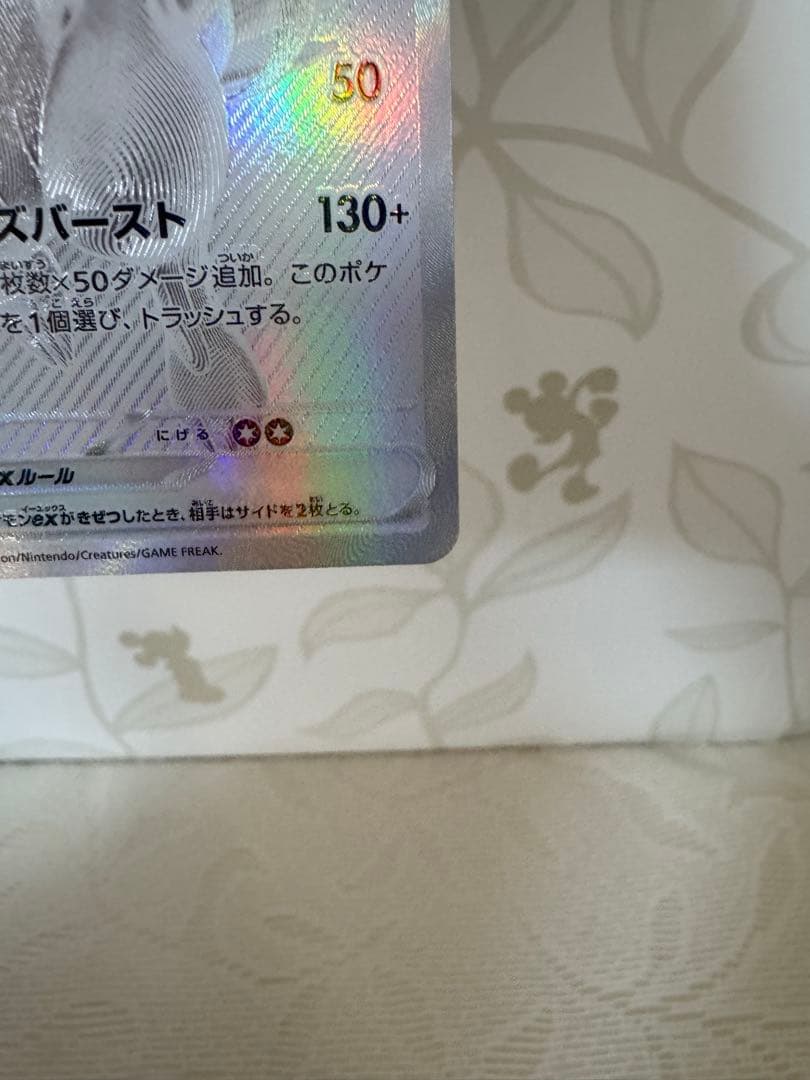 50
ズバースト 130+
枚数×50ダメージ追加。このポケ
を1個選び、トラッシュする。
にげる
xルール
モンexがきぜつしたとき、相手はサイドを2枚とる。
on/Nintendo/Creatures/GAME FREAK.